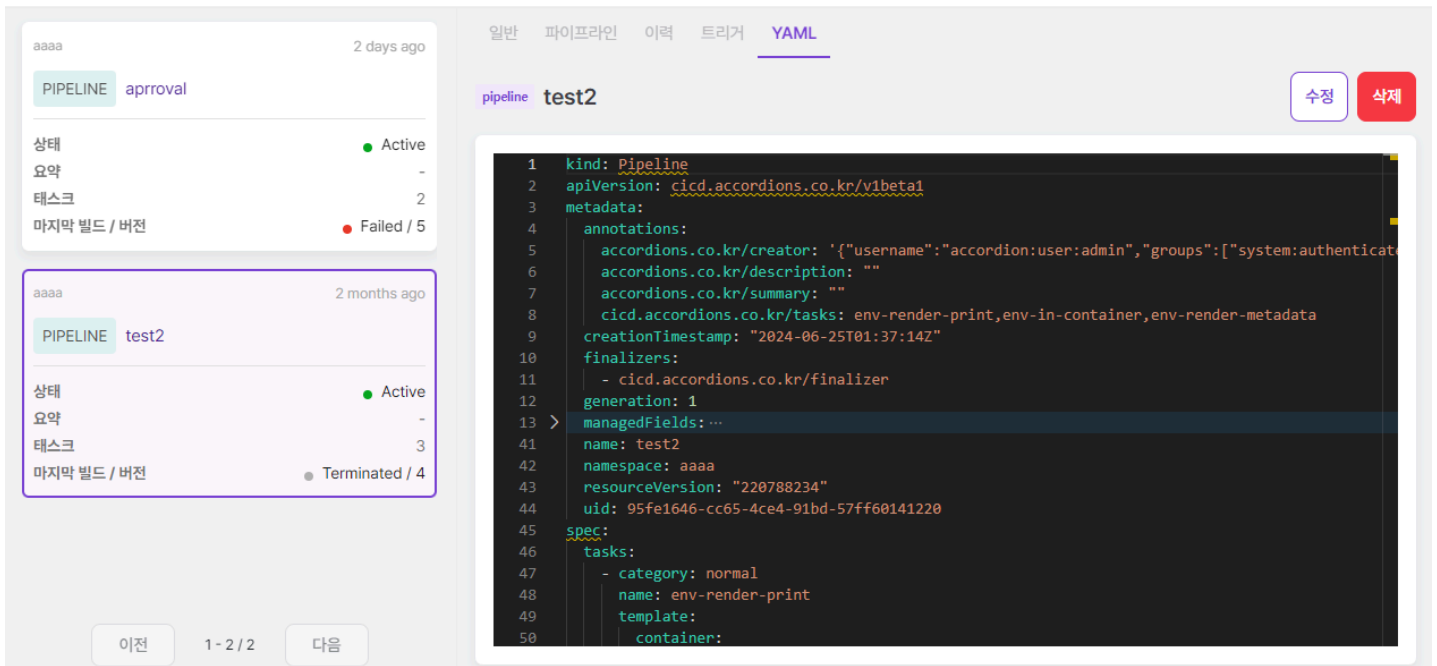 aaaa 2 days ago
PIPELINE aprroval
상태 Active
요약 -
태스크 2
마지막 빌드 / 버전 Failed / 5
aaaa 2 months ago
PIPELINE test2
상태 Active
요약 -
태스크 3
마지막 빌드 / 버전 Terminated / 4
이전 1 - 2 / 2 다음
일반 파이프라인 이력 트리거 YAML
pipeline test2 수정 삭제
1 kind: Pipeline
2 apiVersion: cicd.accordions.co.kr/v1beta1
3 metadata:
4 annotations:
5 accordions.co.kr/creator: '{"username":"accordion:user:admin","groups":["system:authenticate
6 accordions.co.kr/description: ""
7 accordions.co.kr/summary: ""
8 cicd.accordions.co.kr/tasks: env-render-print,env-in-container,env-render-metadata
9 creationTimestamp: "2024-06-25T01:37:14Z"
10 finalizers:
11 - cicd.accordions.co.kr/finalizer
12 generation: 1
13 managedFields: ...
41 name: test2
42 namespace: aaaa
43 resourceVersion: "220788234"
44 uid: 95fe1646-cc65-4ce4-91bd-57ff60141220
45 spec:
46 tasks:
47 - category: normal
48 name: env-render-print
49 template:
50 container: